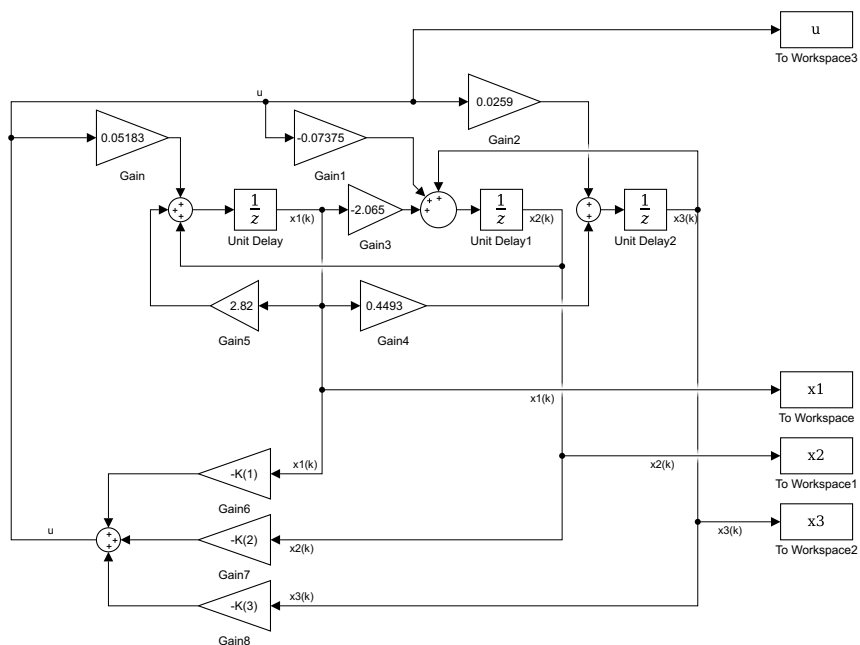 u
To Workspace3
u
0.0259
Gain2
0.05183
Gain
-0.07375
Gain1
+
+
+
1
z
Unit Delay
x1(k)
-2.065
Gain3
+
+
+
1
z
Unit Delay1
x2(k)
+
+
1
z
Unit Delay2
x3(k)
2.82
Gain5
0.4493
Gain4
x1
To Workspace
x1(k)
x2
To Workspace1
x2(k)
x3
To Workspace2
x3(k)
-K(1)
Gain6
x1(k)
u
+
+
+
-K(2)
Gain7
x2(k)
-K(3)
Gain8
x3(k)